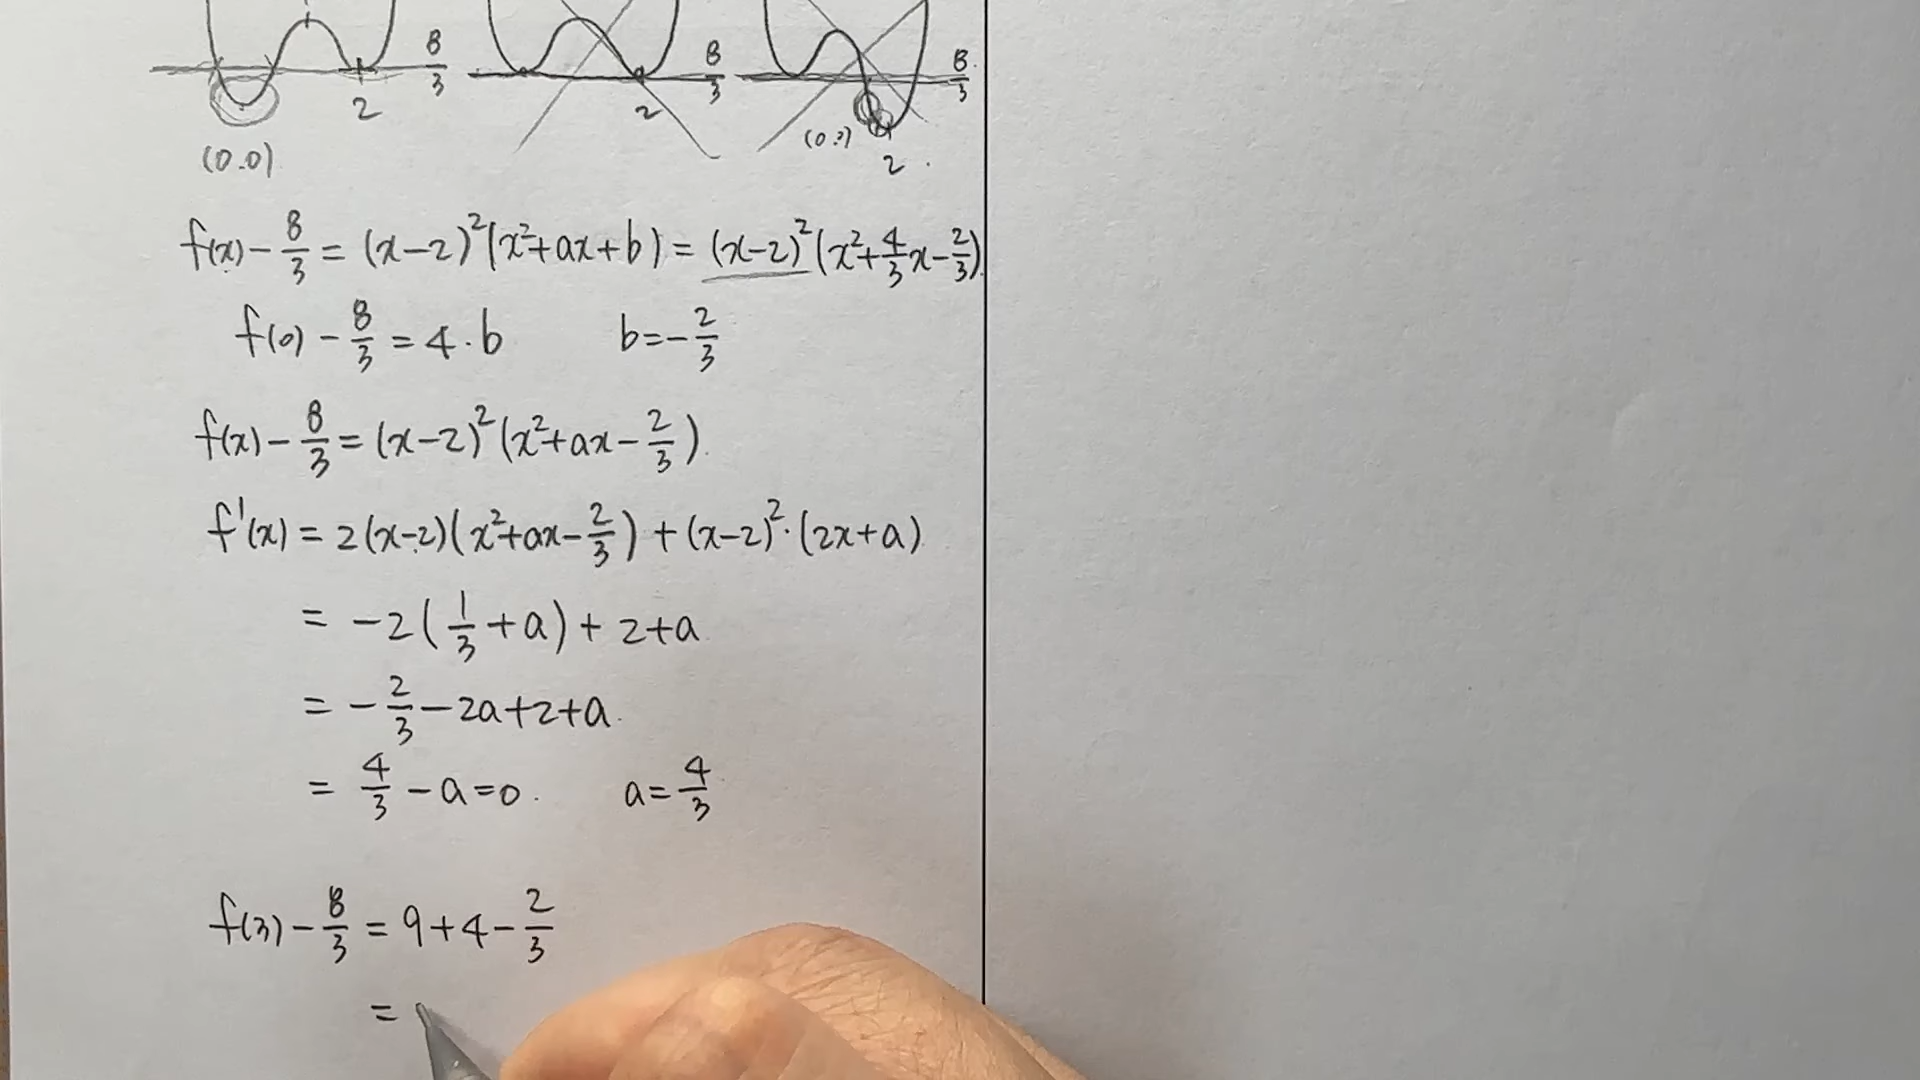 8/3 8/3 8/3
2 2 (0.0) 2
(0.0)
f(x) - 8/3 = (x-2)²(x²+ax+b) = (x-2)²(x²+4/3x-2/3)
f(0) - 8/3 = 4·b b=-2/3
f(x) - 8/3 = (x-2)²(x²+ax-2/3).
f'(x) = 2(x-2)(x²+ax-2/3) + (x-2)²·(2x+a)
= -2(1/3+a) + 2+a
= -2/3-2a+2+a.
= 4/3-a=0. a=4/3
f(3) - 8/3 = 9+4-2/3
=